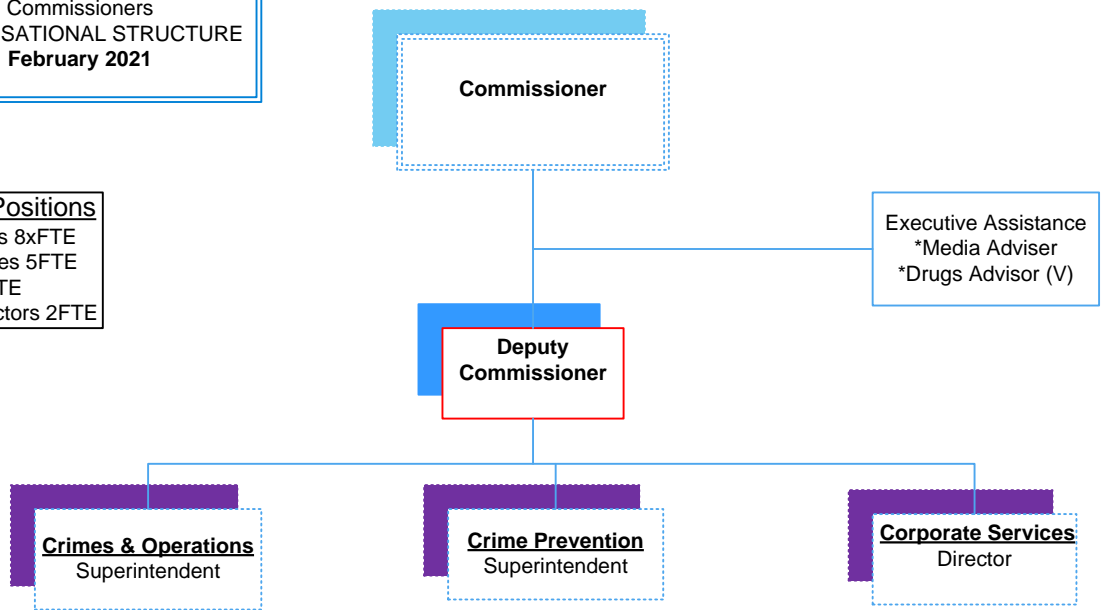 Commissioners
SATIONAL STRUCTURE
February 2021
Commissioner
Positions
s 8xFTE
es 5FTE
TE
ctors 2FTE
Executive Assistance
*Media Adviser
*Drugs Advisor (V)
Deputy
Commissioner
Crimes & Operations
Superintendent
Crime Prevention
Superintendent
Corporate Services
Director